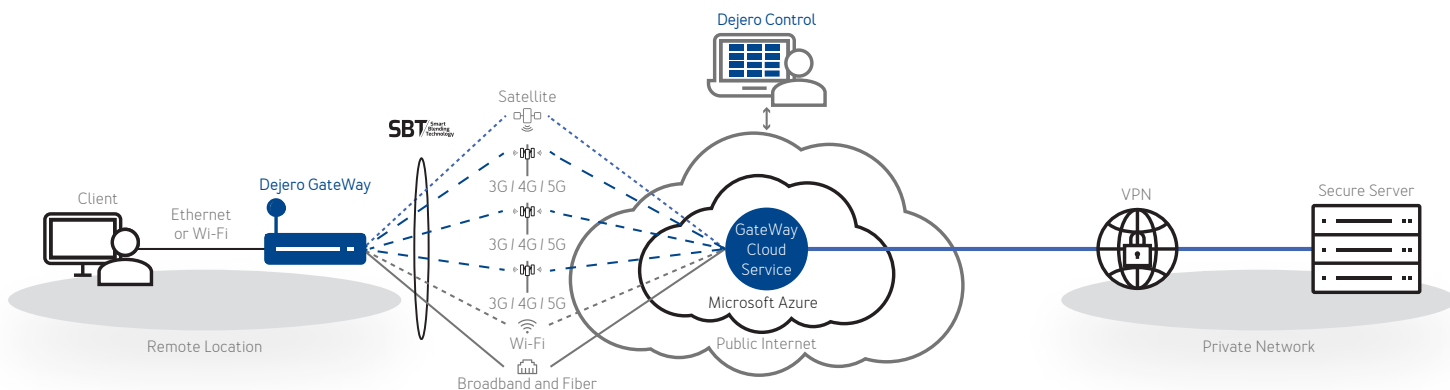 Dejero Control
Satellite
SBT Smart
Blending
Technology
3G / 4G / 5G
Dejero GateWay
Client
Ethernet
or Wi-Fi
3G / 4G / 5G
3G / 4G / 5G
Wi-Fi
Broadband and Fiber
Remote Location
GateWay
Cloud
Service
Microsoft Azure
Public Internet
VPN
Secure Server
Private Network